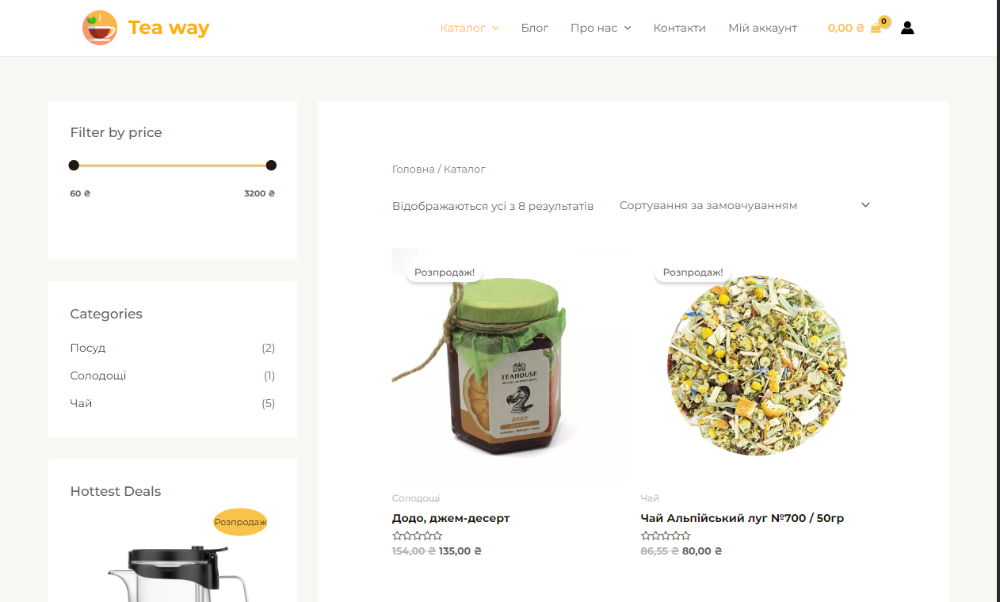 Tea way
Каталог
Блог
Про нас
Контакти
Мій аккаунт
0,00 ₴
0
Filter by price
60 ₴
3200 ₴
Categories
Посуд (2)
Солодощі (1)
Чай (5)
Hottest Deals
Розпродаж
Головна / Каталог
Відображаються усі з 8 результатів
Сортування за замовчуванням
Розпродаж!
TEAHOUSE
ДОДО
Солодощі
Додо, джем-десерт
154,00 ₴ 135,00 ₴
Розпродаж!
Чай
Чай Альпійський луг №700 / 50гр
86,55 ₴ 80,00 ₴